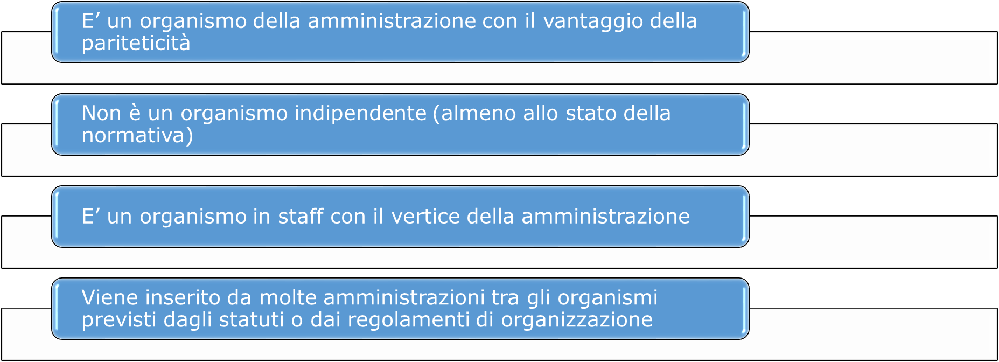 E’ un organismo della amministrazione con il vantaggio della
pariteticità
Non è un organismo indipendente (almeno allo stato della
normativa)
E’ un organismo in staff con il vertice della amministrazione
Viene inserito da molte amministrazioni tra gli organismi
previsti dagli statuti o dai regolamenti di organizzazione